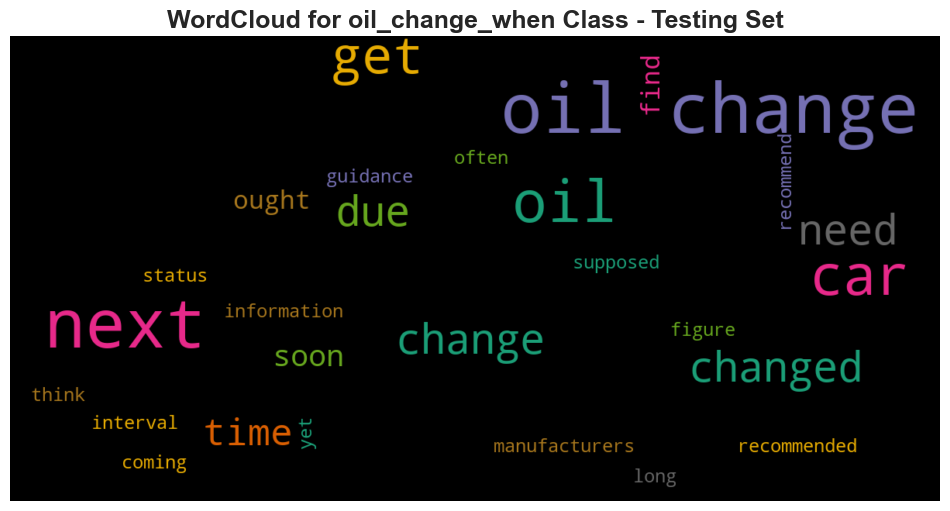 WordCloud for oil_change_when Class - Testing Set
get
find
oil change
often
recommend
guidance
ought
due
oil
need
supposed
status
car
next
information
change
figure
soon
changed
think
interval
time
yet
manufacturers
recommended
coming
long